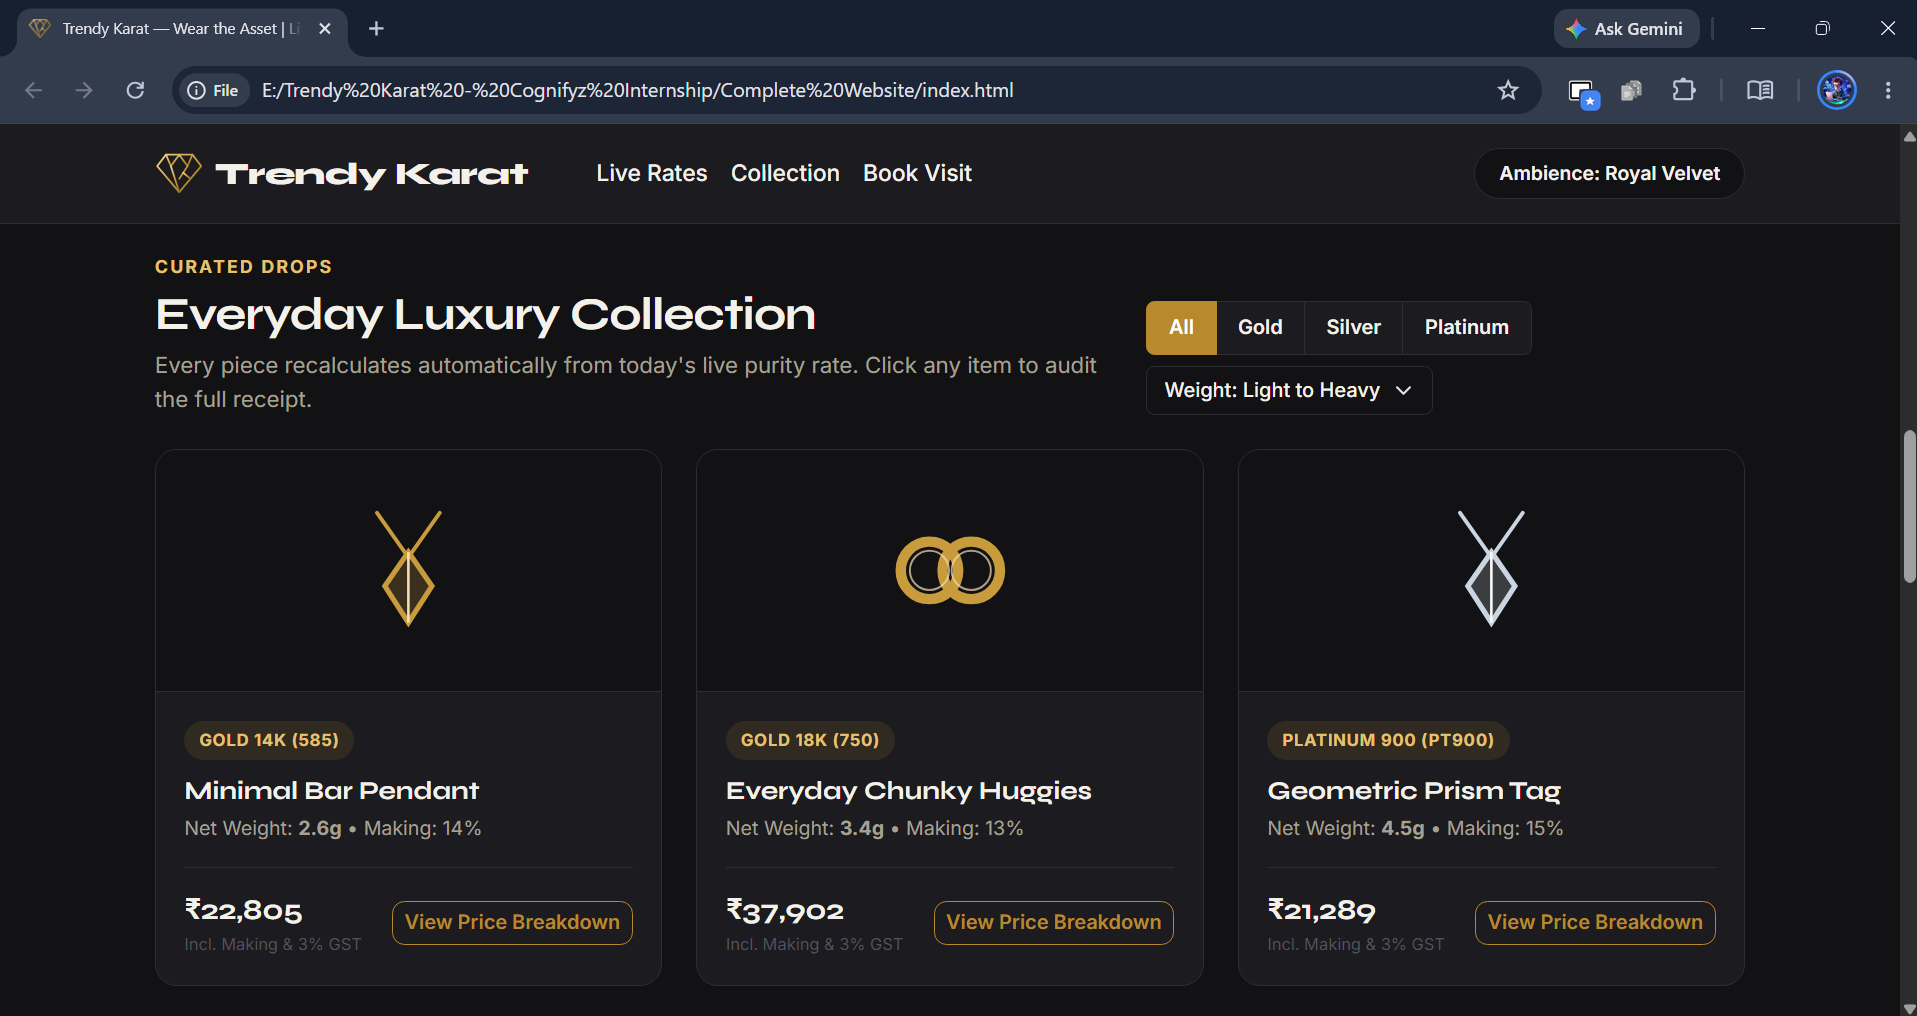 Trendy Karat — Wear the Asset | Li
Ask Gemini
File
E:/Trendy%20Karat%20-%20Cognifyz%20Internship/Complete%20Website/index.html
Trendy Karat
Live Rates
Collection
Book Visit
Ambience: Royal Velvet
CURATED DROPS
Everyday Luxury Collection
Every piece recalculates automatically from today's live purity rate. Click any item to audit
the full receipt.
All
Gold
Silver
Platinum
Weight: Light to Heavy
GOLD 14K (585)
Minimal Bar Pendant
Net Weight: 2.6g • Making: 14%
₹22,805
Incl. Making & 3% GST
View Price Breakdown
GOLD 18K (750)
Everyday Chunky Huggies
Net Weight: 3.4g • Making: 13%
₹37,902
Incl. Making & 3% GST
View Price Breakdown
PLATINUM 900 (PT900)
Geometric Prism Tag
Net Weight: 4.5g • Making: 15%
₹21,289
Incl. Making & 3% GST
View Price Breakdown